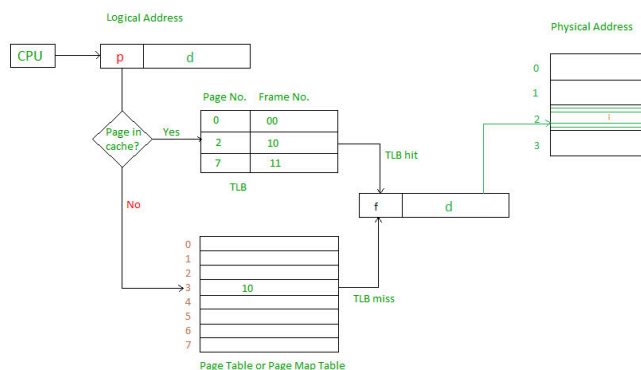 Logical Address
Physical Address
CPU
p d
Page in
cache?
Yes
No
Page No. Frame No.
0 00
2 10
7 11
TLB
TLB hit
f d
0
1
2
3
0
1
2
3 10
4
5
6
7
TLB miss
Page Table or Page Map Table